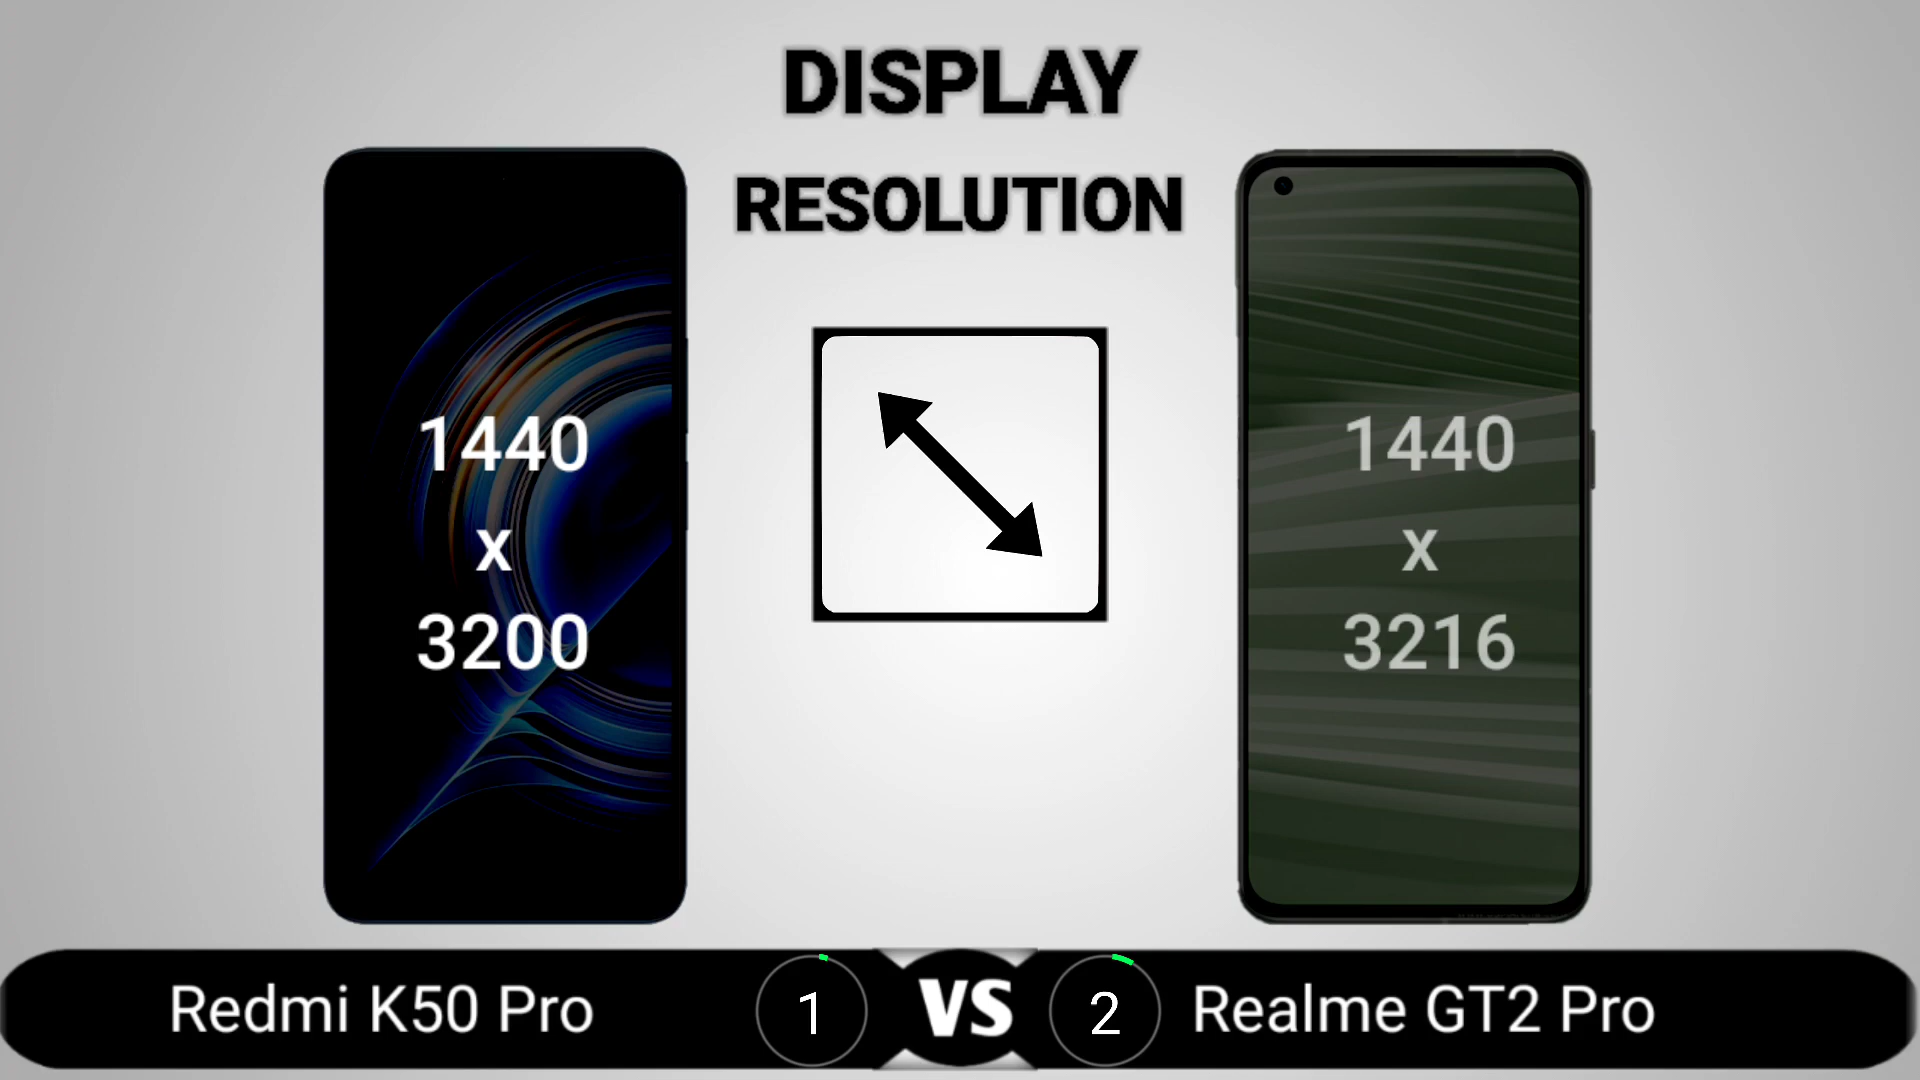 DISPLAY
RESOLUTION
1440
x
3200
1440
x
3216
Redmi K50 Pro
1
VS
2
Realme GT2 Pro